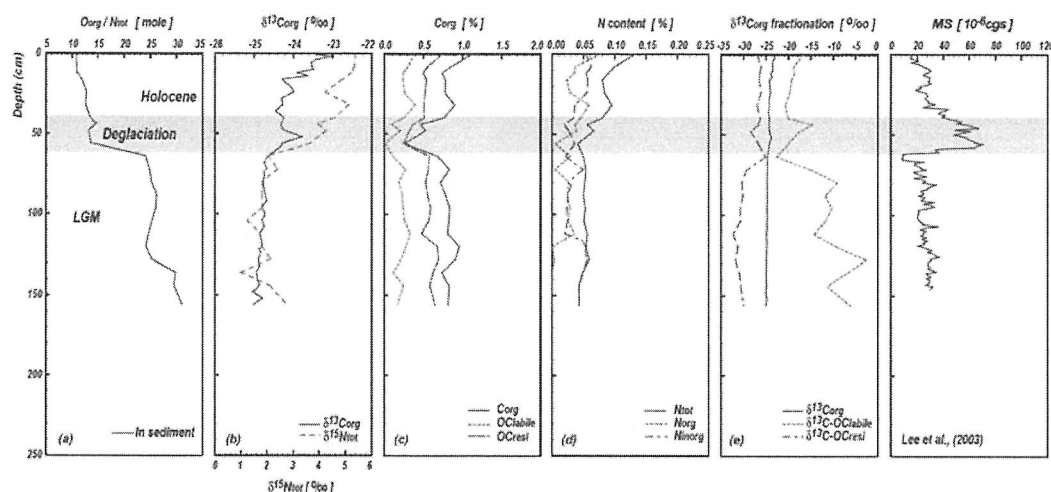 Oorg / Ntot [ mole ]
5 10 15 20 25 30 35
δ13Corg [ ‰ ]
-26 -25 -24 -23 -22
Corg [ % ]
0.0 0.5 1.0 1.5 2.0
N content [ % ]
0.00 0.05 0.10 0.15 0.20 0.25
δ13Corg fractionation [ ‰ ]
-35 -30 -25 -20 -15 -10 -5 0
MS [ 10-6cgs ]
0 20 40 60 80 100 120
Depth (cm)
0
50
100
150
200
250
Holocene
Deglaciation
LGM
(a)
In sediment
(b)
δ13Corg
δ15Ntot
0 1 2 3 4 5 6
δ15Ntot [ ‰ ]
(c)
Corg
OClabile
OCresi
(d)
Ntot
Norg
Ninorg
(e)
δ13Corg
δ13C-OClabile
δ13C-OCresi
Lee et al., (2003)